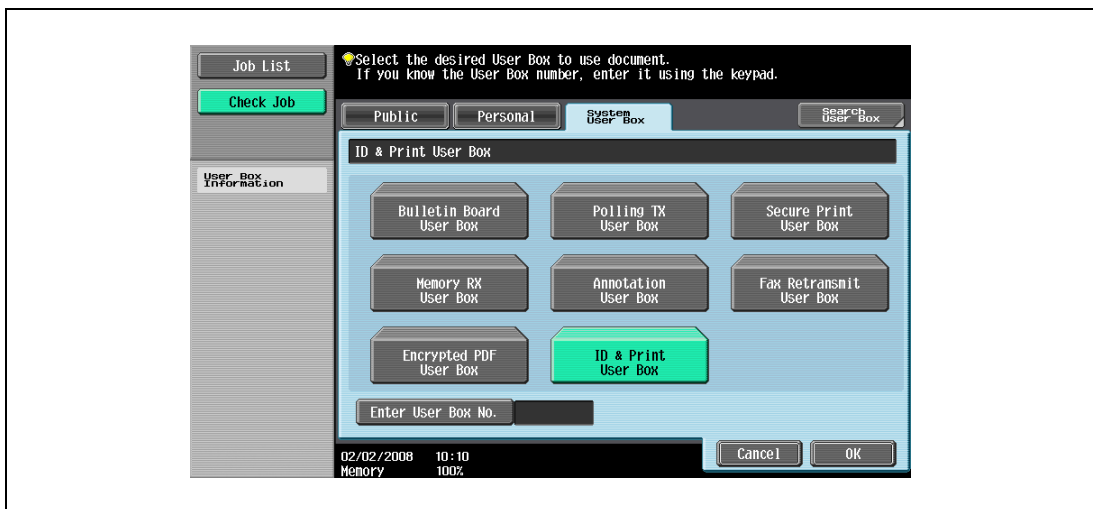 Job List
Check Job
User Box
Information
Select the desired User Box to use document.
If you know the User Box number, enter it using the keypad.
Public
Personal
System
User Box
Search
User Box
ID & Print User Box
Bulletin Board
User Box
Polling TX
User Box
Secure Print
User Box
Memory RX
User Box
Annotation
User Box
Fax Retransmit
User Box
Encrypted PDF
User Box
ID & Print
User Box
Enter User Box No.
02/02/2008 10:10
Memory 100%
Cancel
OK